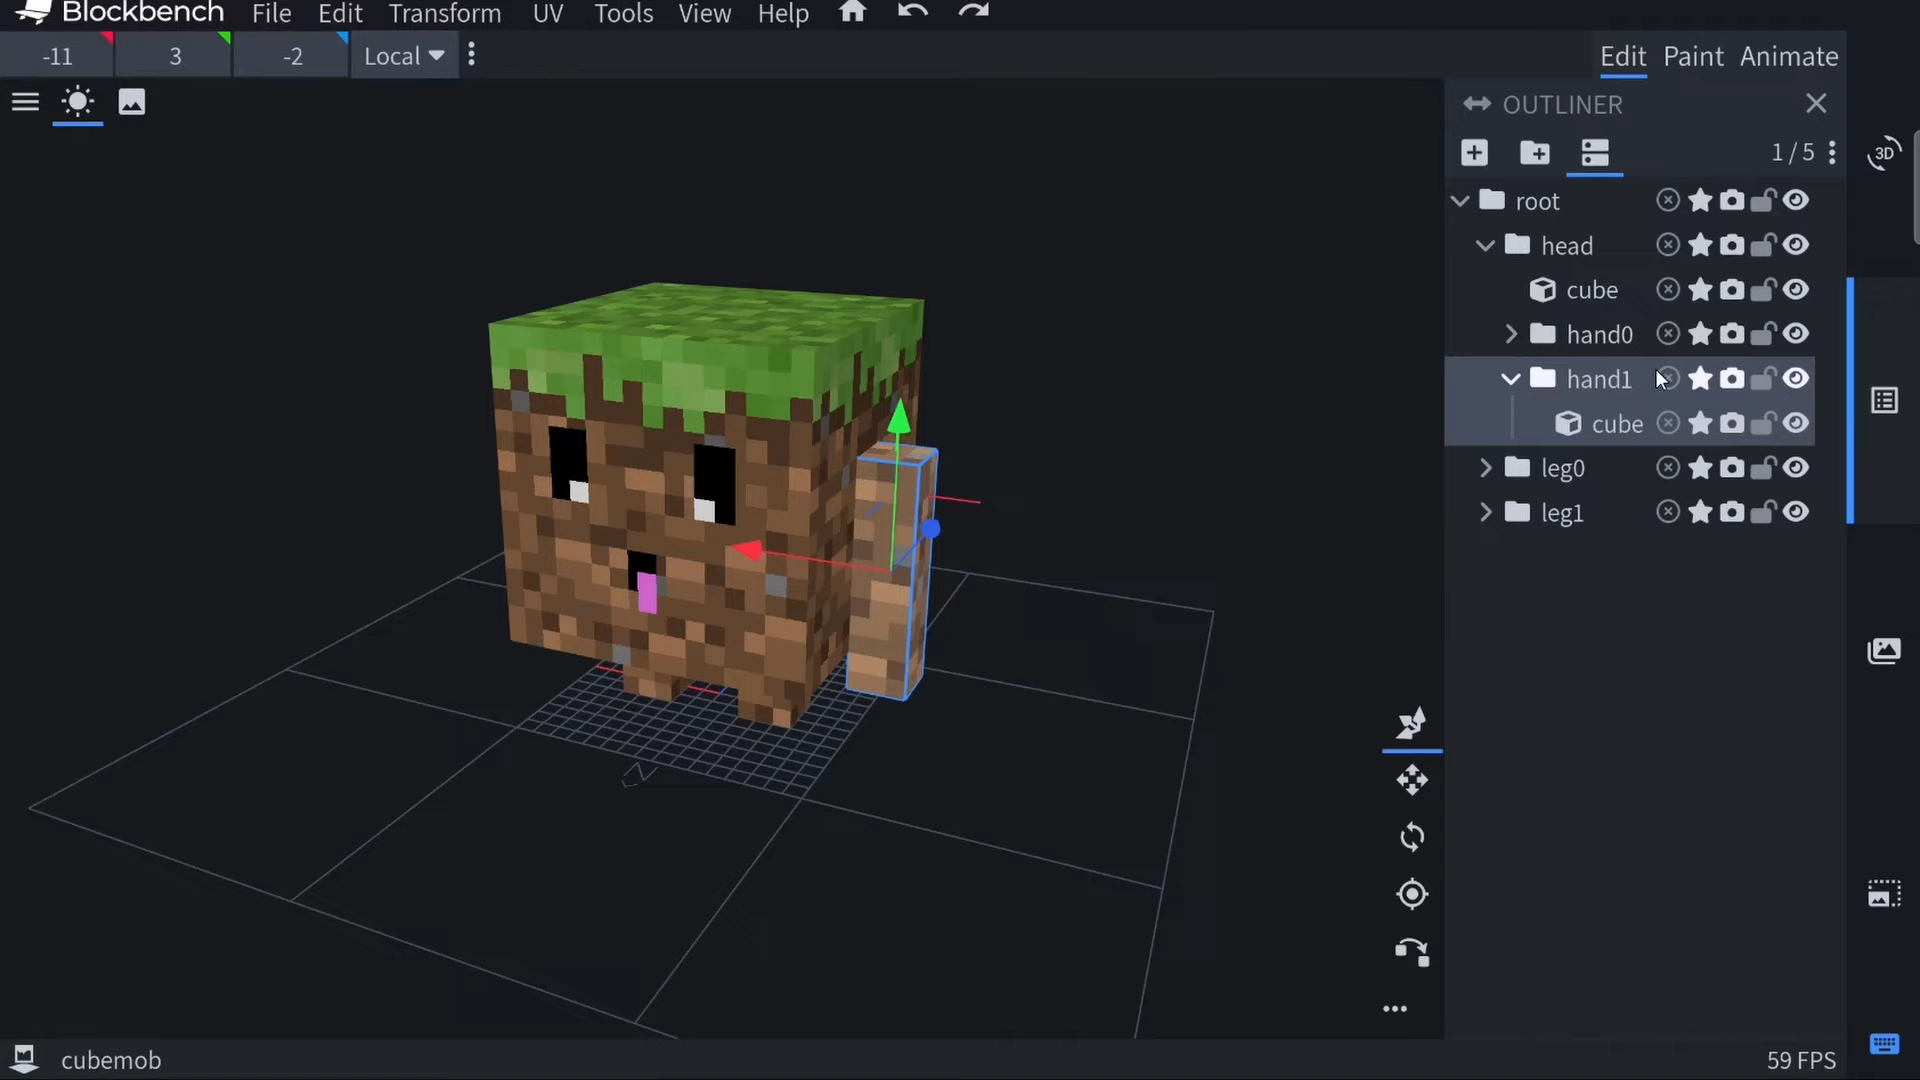 Blockbench File Edit Transform UV Tools View Help
-11 3 -2 Local Edit Paint Animate
OUTLINER
1 / 5
3D
root
head
cube
hand0
hand1
cube
leg0
leg1
cubemob 59 FPS